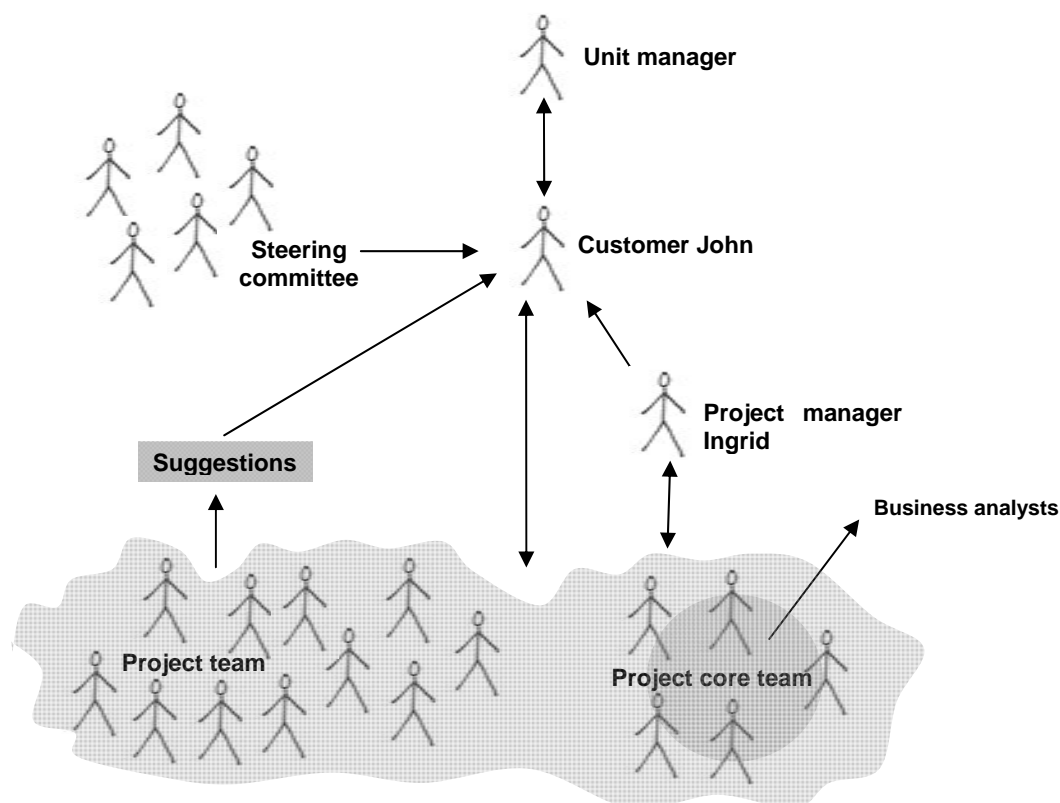 Unit manager
Steering
committee
Customer John
Project manager
Ingrid
Suggestions
Business analysts
Project team
Project core team